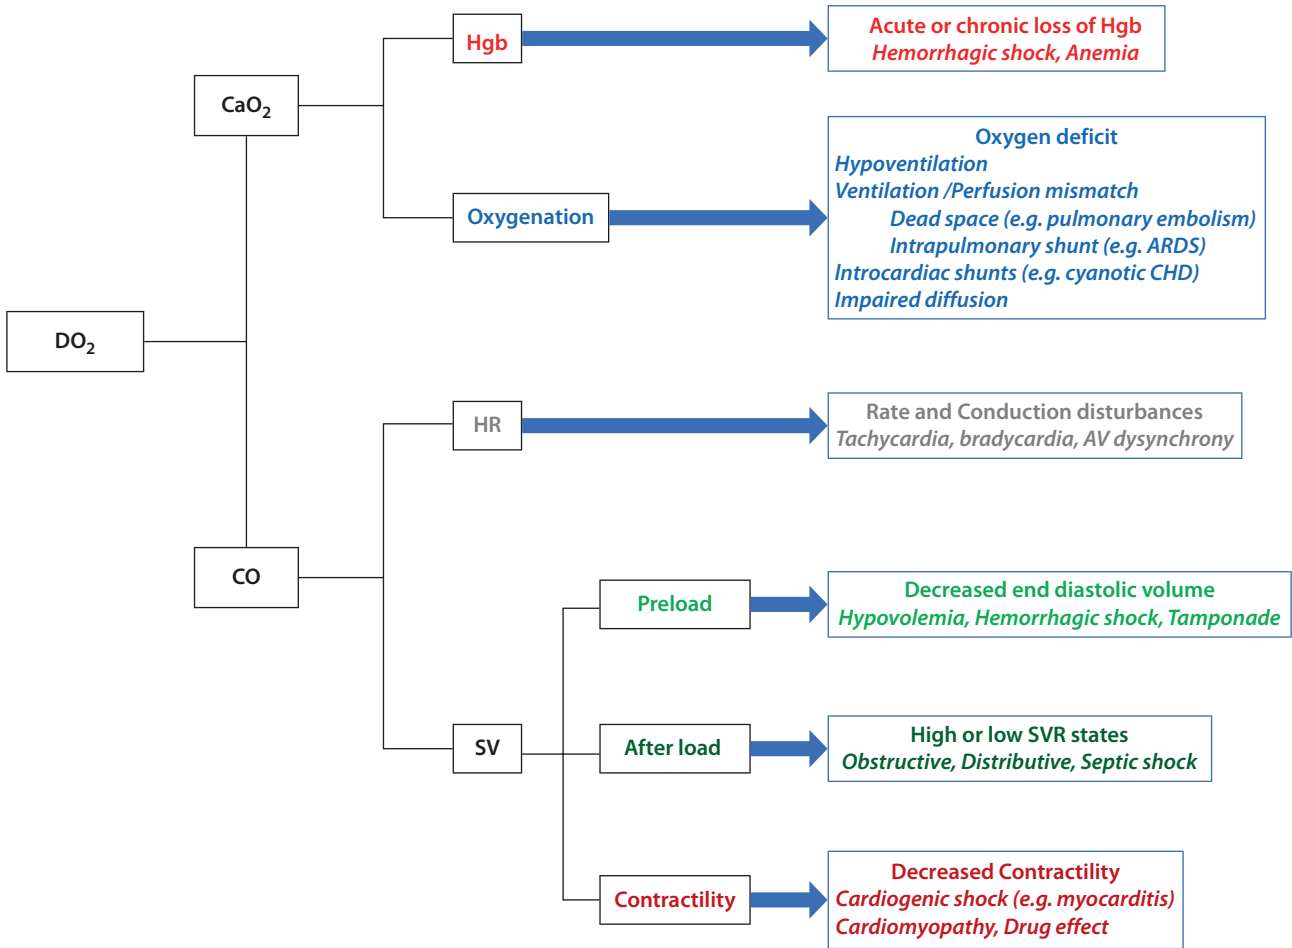 Hgb
Acute or chronic loss of Hgb
Hemorrhagic shock, Anemia
CaO₂
Oxygen deficit
Hypoventilation
Ventilation /Perfusion mismatch
Dead space (e.g. pulmonary embolism)
Intrapulmonary shunt (e.g. ARDS)
Introcardiac shunts (e.g. cyanotic CHD)
Impaired diffusion
Oxygenation
DO₂
HR
Rate and Conduction disturbances
Tachycardia, bradycardia, AV dysynchrony
CO
Preload
Decreased end diastolic volume
Hypovolemia, Hemorrhagic shock, Tamponade
SV
After load
High or low SVR states
Obstructive, Distributive, Septic shock
Contractility
Decreased Contractility
Cardiogenic shock (e.g. myocarditis)
Cardiomyopathy, Drug effect